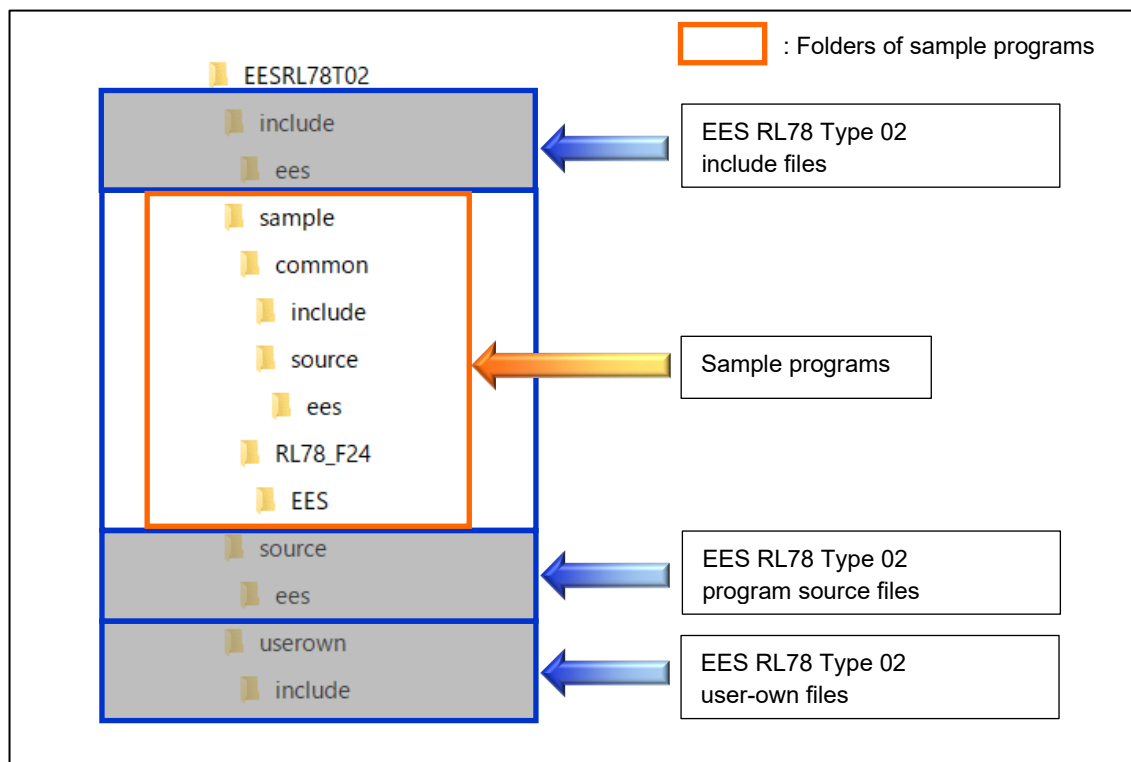 : Folders of sample programs
EESRL78T02
include
ees
EES RL78 Type 02
include files
sample
common
include
source
ees
RL78_F24
EES
Sample programs
source
ees
EES RL78 Type 02
program source files
userown
include
EES RL78 Type 02
user-own files